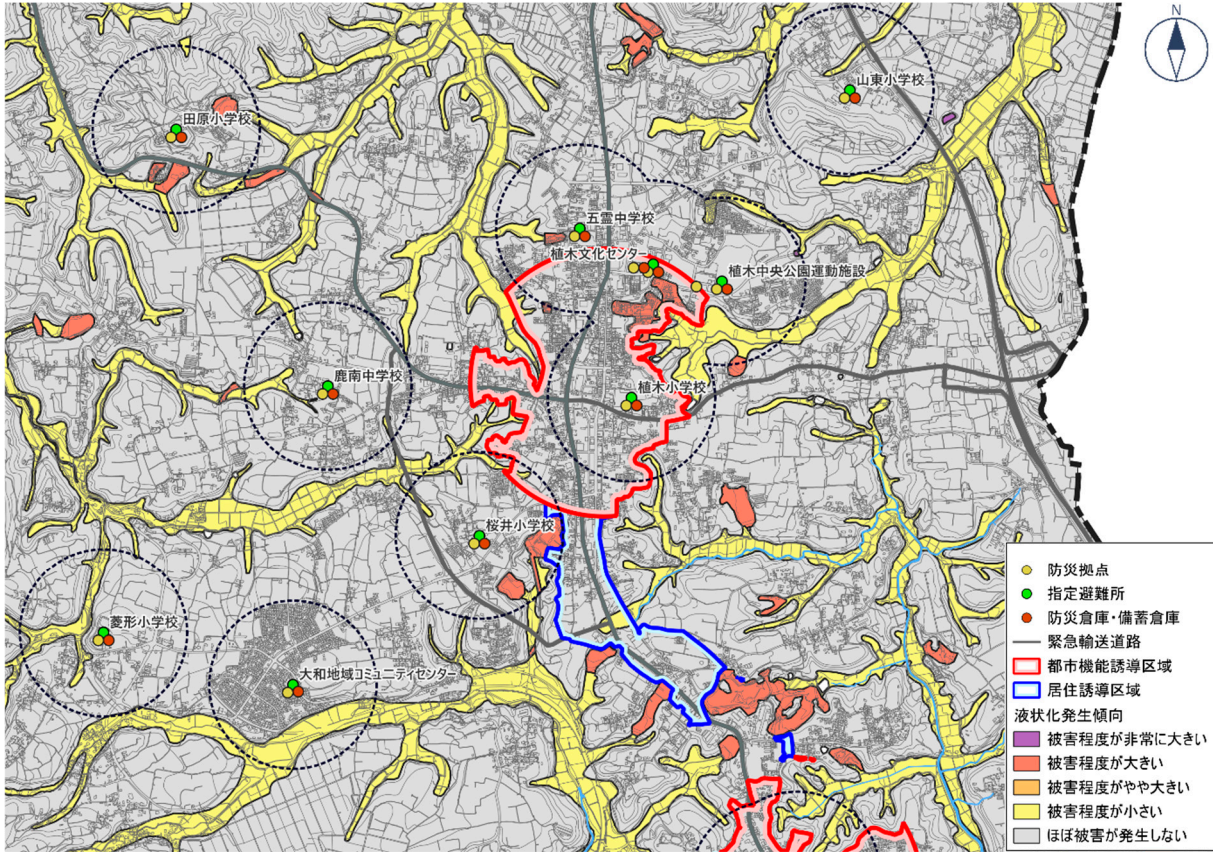 N
山東小学校
田原小学校
五霊中学校
植木文化センター
植木中央公園運動施設
鹿南中学校
植木小学校
桜井小学校
菱形小学校
大和地域コミュニティセンター
防災拠点
指定避難所
防災倉庫・備蓄倉庫
緊急輸送道路
都市機能誘導区域
居住誘導区域
液状化発生傾向
被害程度が非常に大きい
被害程度が大きい
被害程度がやや大きい
被害程度が小さい
ほぼ被害が発生しない